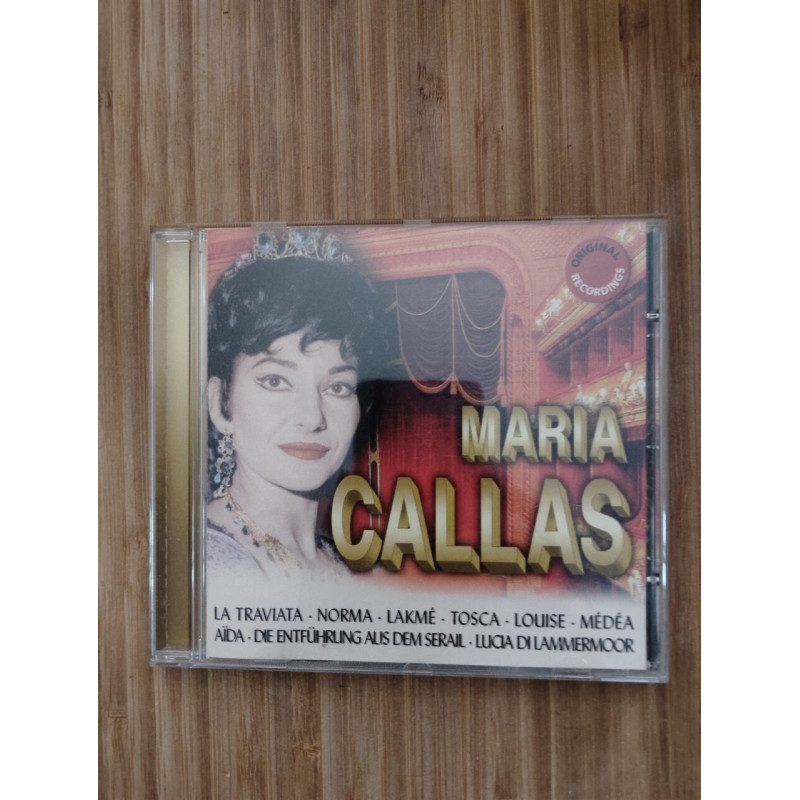 ORIGINAL
RECORDINGS
MARIA
CALLAS
LA TRAVIATA - NORMA - LAKMÉ - TOSCA - LOUISE - MÉDÉA
AÏDA - DIE ENTFÜHRUNG AUS DEM SERAIL - LUCIA DI LAMMERMOOR